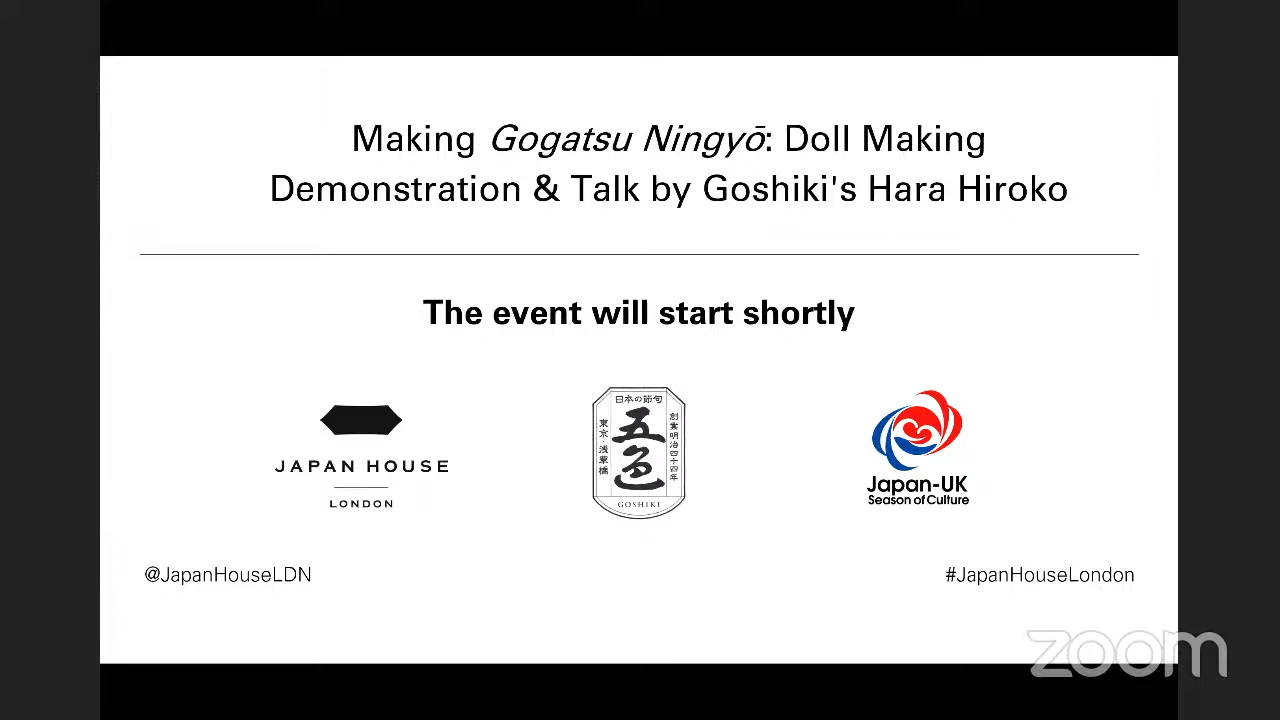 Making Gogatsu Ningyō: Doll Making
Demonstration & Talk by Goshiki's Hara Hiroko
The event will start shortly
JAPAN HOUSE
LONDON
日本の節句
創業明治四十四年
五色
東京・浅草橋
GOSHIKI
Japan-UK
Season of Culture
@JapanHouseLDN
#JapanHouseLondon
zoom